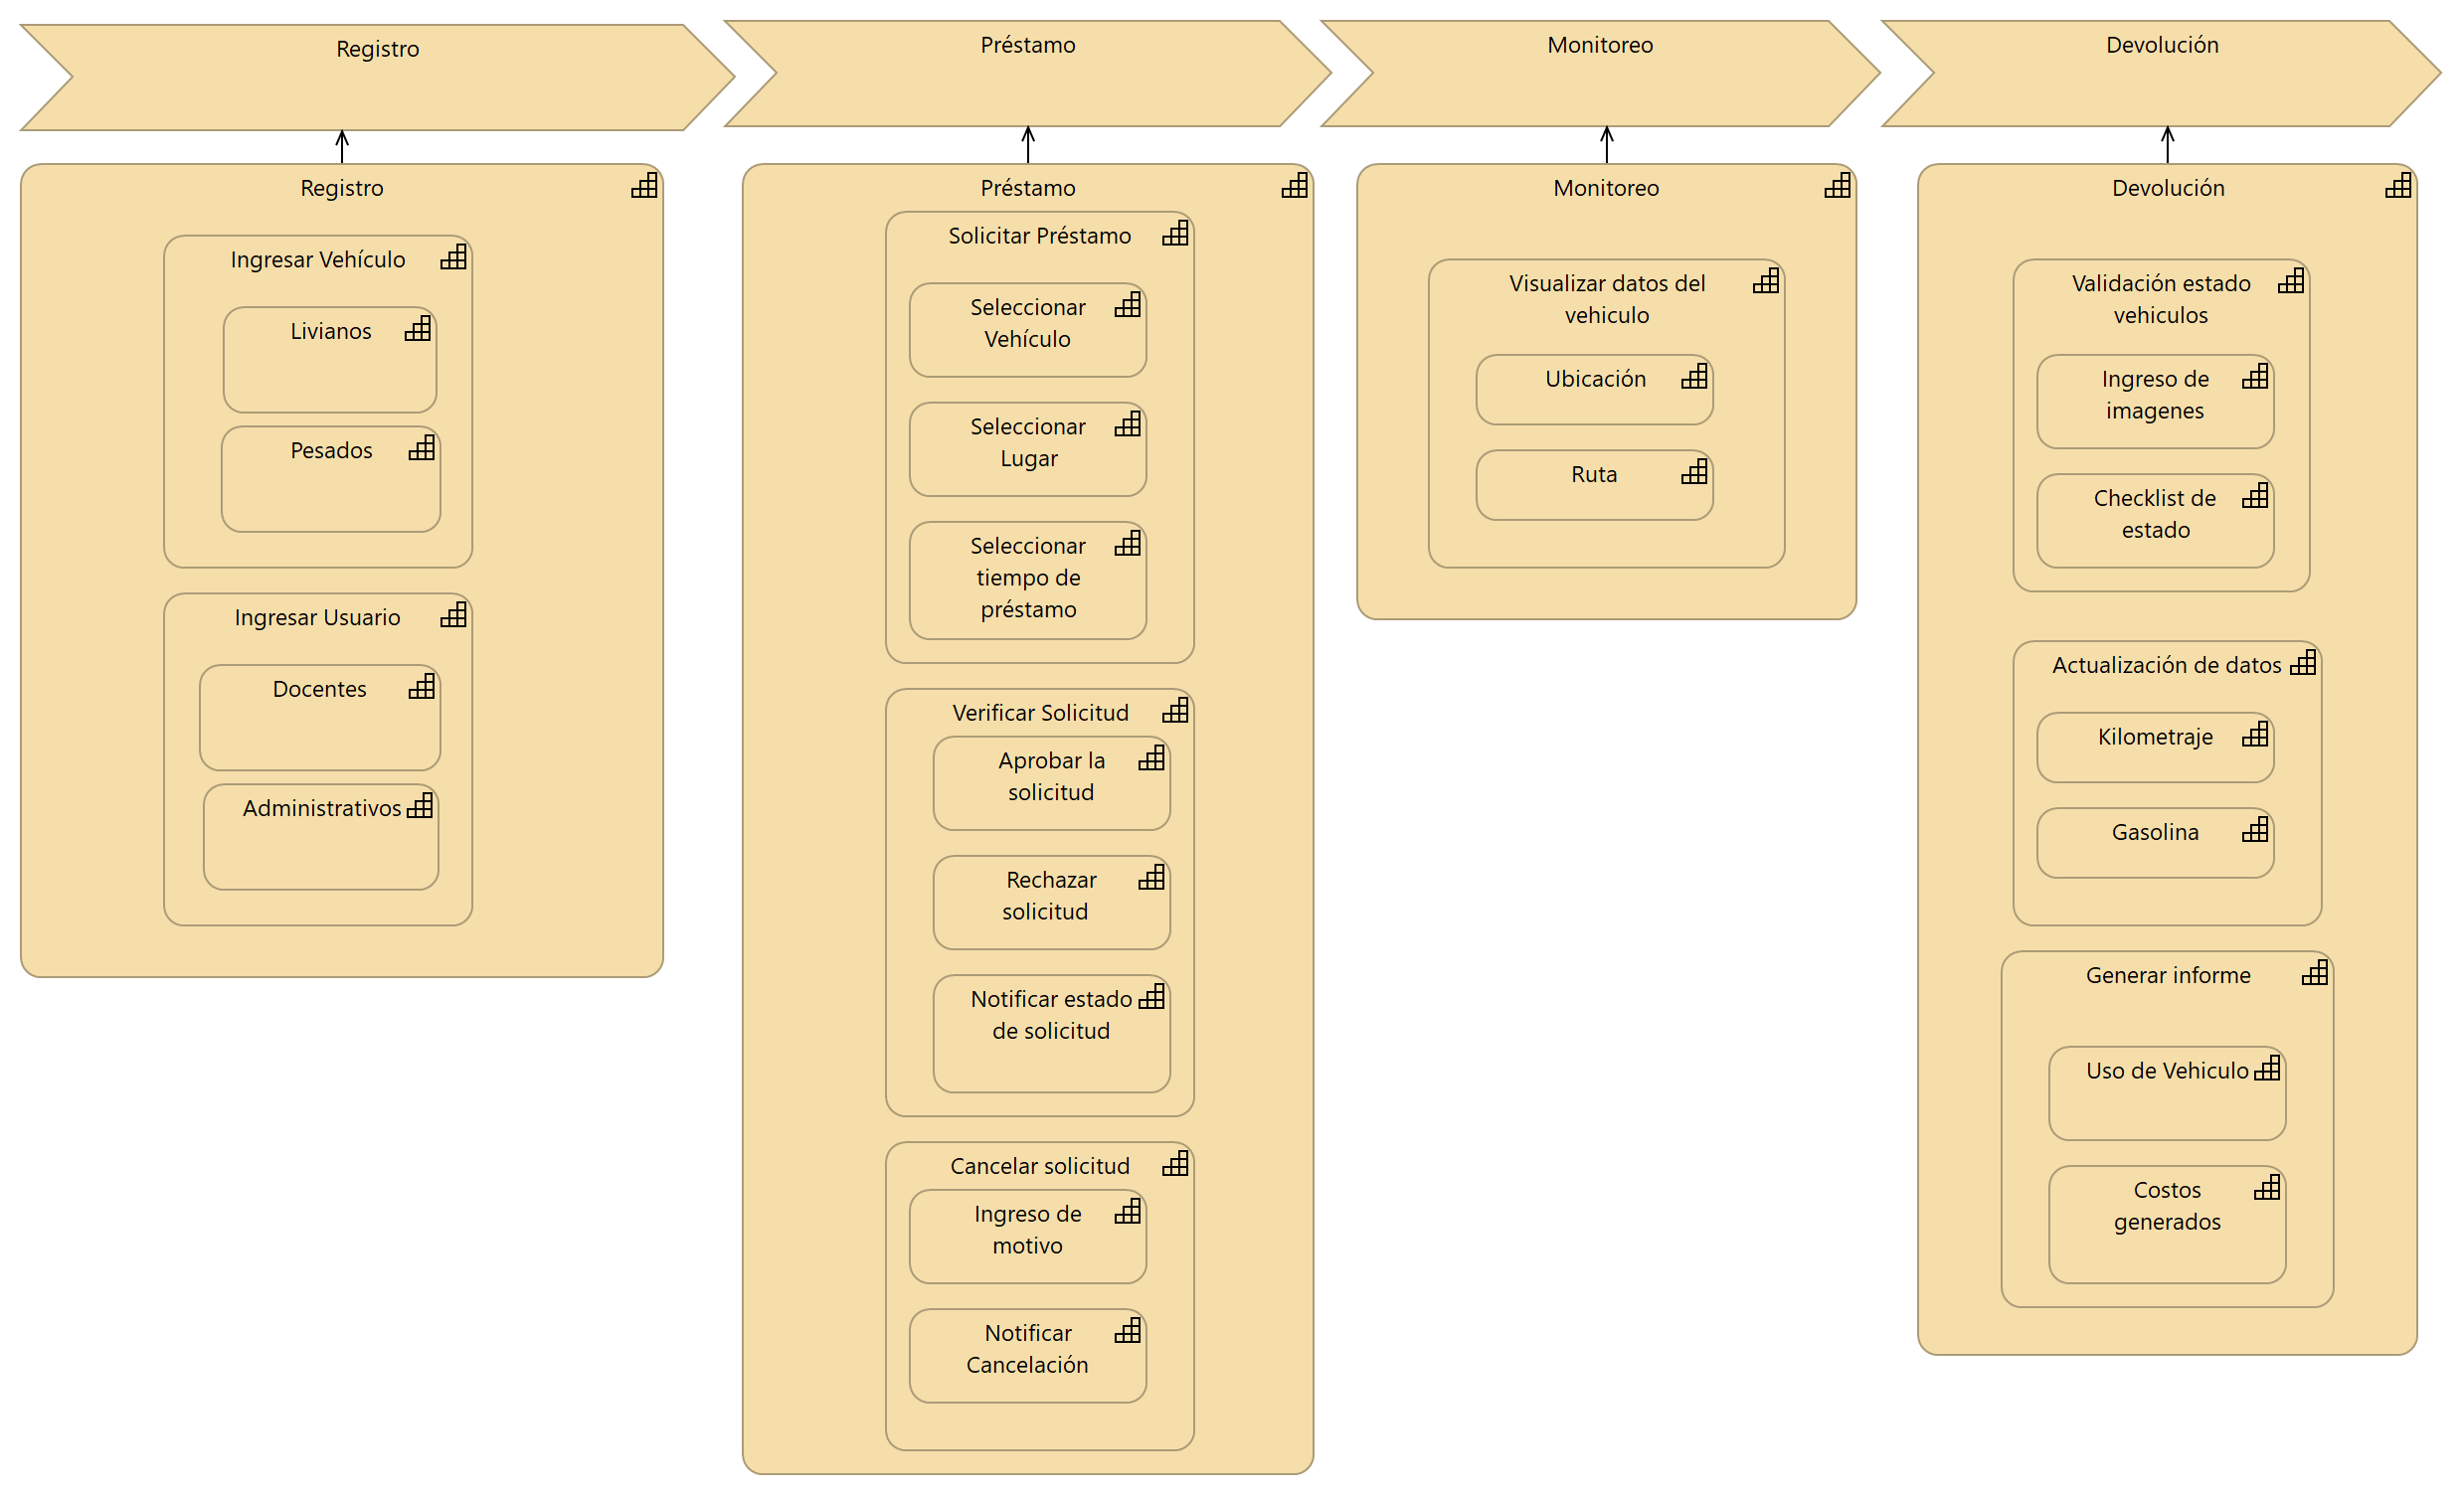 Registro
Préstamo
Monitoreo
Devolución
Registro
Ingresar Vehículo
Livianos
Pesados
Ingresar Usuario
Docentes
Administrativos
Préstamo
Solicitar Préstamo
Seleccionar
Vehículo
Seleccionar
Lugar
Seleccionar
tiempo de
préstamo
Verificar Solicitud
Aprobar la
solicitud
Rechazar
solicitud
Notificar estado
de solicitud
Cancelar solicitud
Ingreso de
motivo
Notificar
Cancelación
Monitoreo
Visualizar datos del
vehiculo
Ubicación
Ruta
Devolución
Validación estado
vehiculos
Ingreso de
imagenes
Checklist de
estado
Actualización de datos
Kilometraje
Gasolina
Generar informe
Uso de Vehiculo
Costos
generados